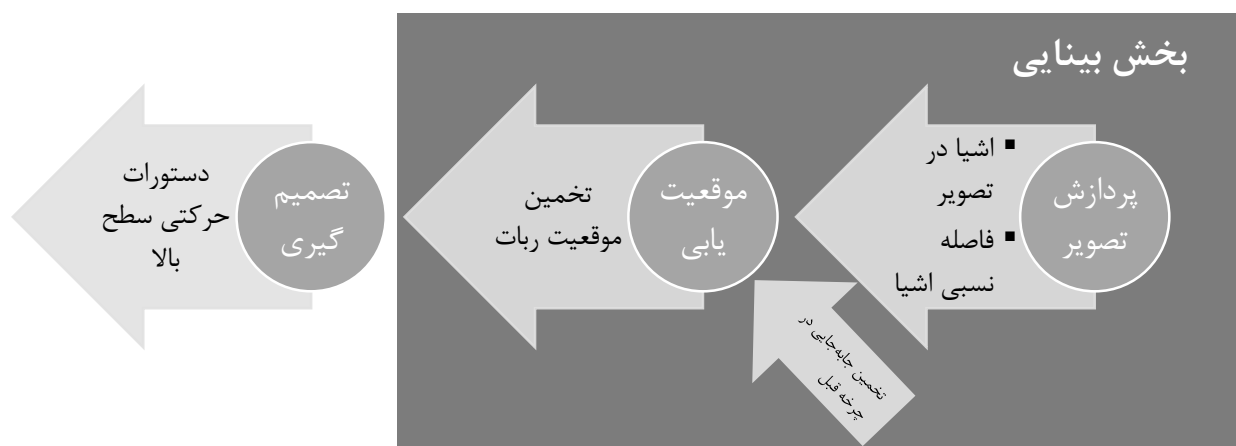 بخش بینایی
پردازش
تصویر
▪ اشیا در
تصویر
▪ فاصله
نسبی اشیا
موقعیت
یابی
تخمین جابه‌جایی در
چرخه قبل
تخمین
موقعیت ربات
تصمیم
گیری
دستورات
حرکتی سطح
بالا